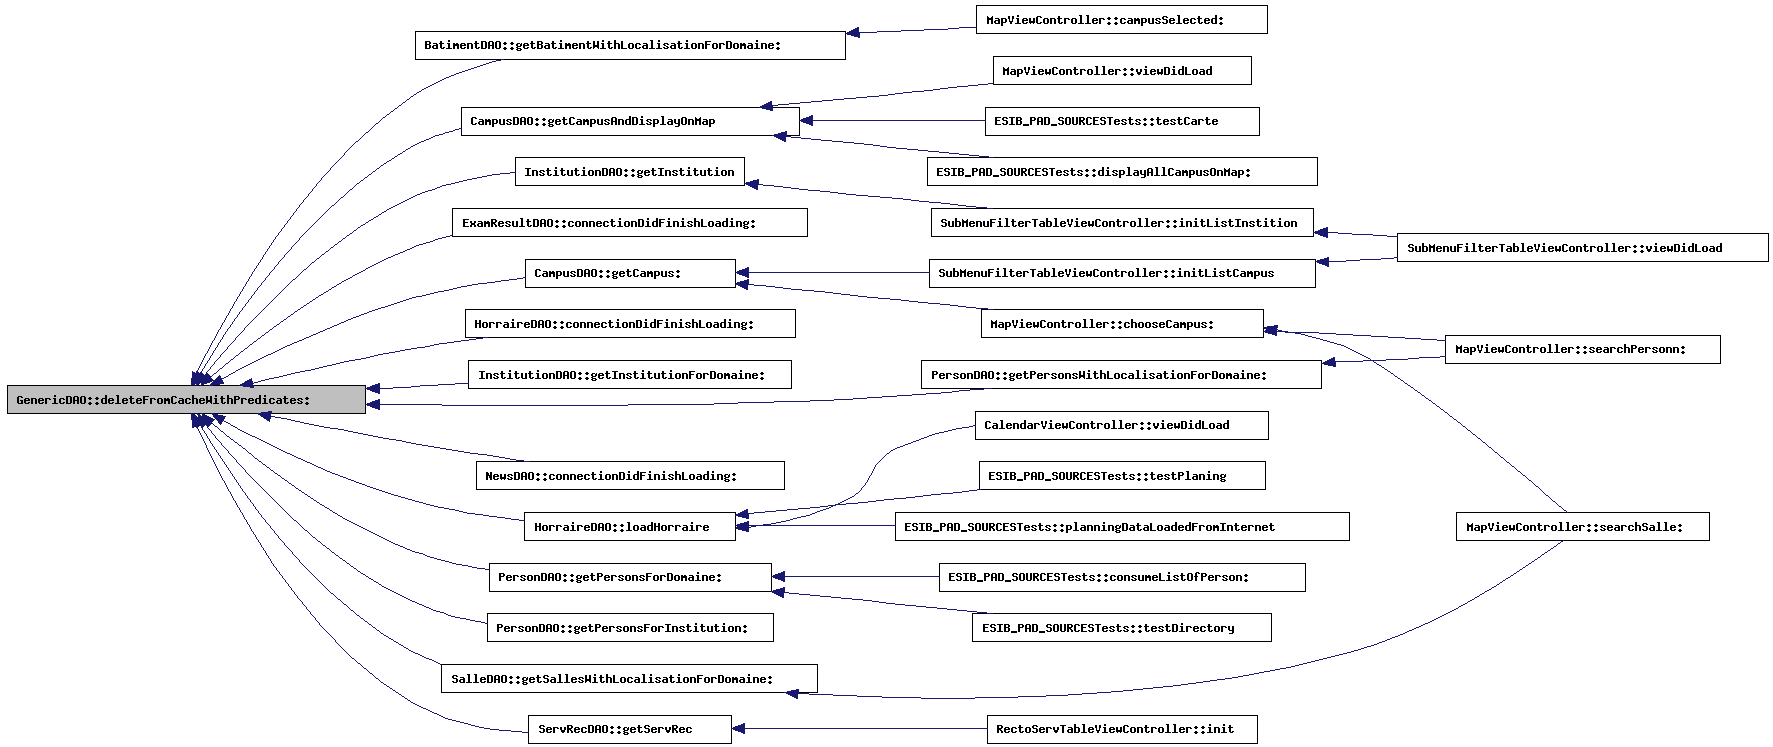 MapViewController::campusSelected:
BatimentDAO::getBatimentWithLocalisationForDomaine:
MapViewController::viewDidLoad
CampusDAO::getCampusAndDisplayOnMap
ESIB_PAD_SOURCESTests::testCarte
InstitutionDAO::getInstitution
ESIB_PAD_SOURCESTests::displayAllCampusOnMap:
ExamResultDAO::connectionDidFinishLoading:
SubMenuFilterTableViewController::initListInstition
SubMenuFilterTableViewController::viewDidLoad
CampusDAO::getCampus:
SubMenuFilterTableViewController::initListCampus
HorraireDAO::connectionDidFinishLoading:
MapViewController::chooseCampus:
MapViewController::searchPersonn:
InstitutionDAO::getInstitutionForDomaine:
PersonDAO::getPersonsWithLocalisationForDomaine:
GenericDAO::deleteFromCacheWithPredicates:
CalendarViewController::viewDidLoad
NewsDAO::connectionDidFinishLoading:
ESIB_PAD_SOURCESTests::testPlaning
HorraireDAO::loadHorraire
ESIB_PAD_SOURCESTests::planningDataLoadedFromInternet
MapViewController::searchSalle:
PersonDAO::getPersonsForDomaine:
ESIB_PAD_SOURCESTests::consumeListOfPerson:
PersonDAO::getPersonsForInstitution:
ESIB_PAD_SOURCESTests::testDirectory
SalleDAO::getSallesWithLocalisationForDomaine:
ServRecDAO::getServRec
RectoServTableViewController::init